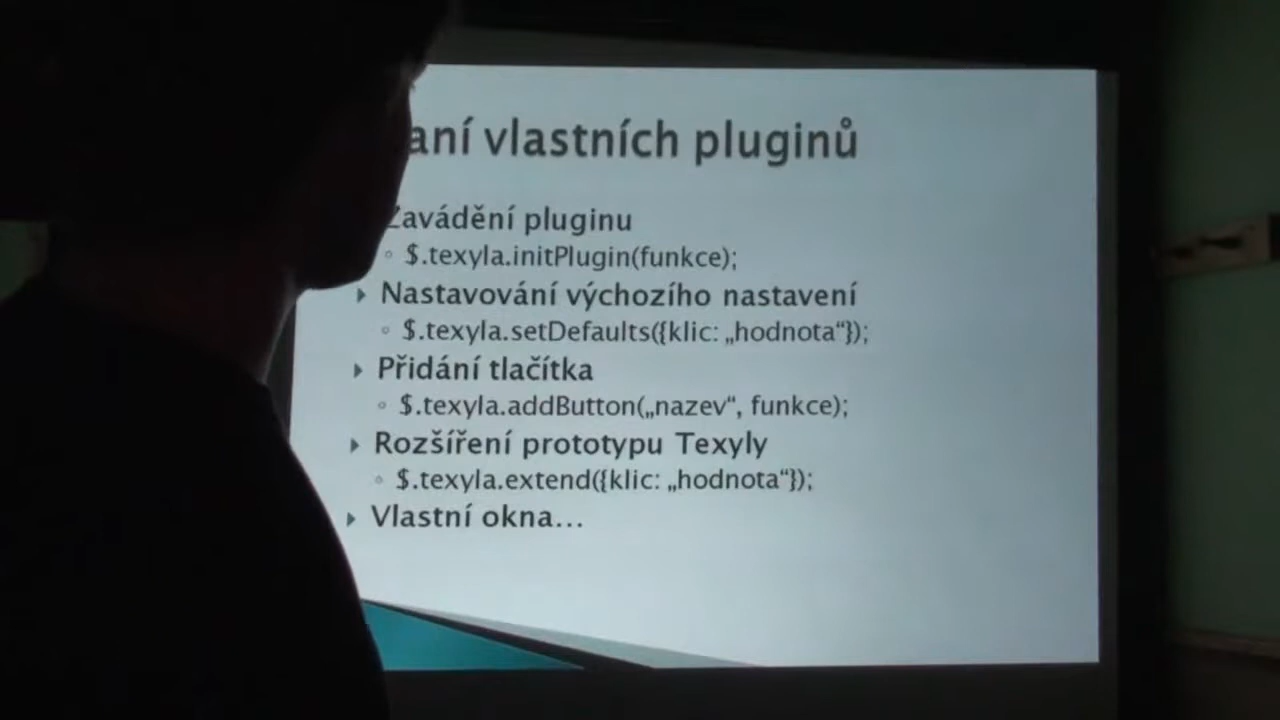 vlastních pluginů
Zavádění pluginu
$.texyla.initPlugin(funkce);
Nastavování výchozího nastavení
$.texyla.setDefaults({klic: „hodnota“});
Přidání tlačítka
$.texyla.addButton(„nazev“, funkce);
Rozšíření prototypu Texyly
$.texyla.extend({klic: „hodnota“});
Vlastní okna...